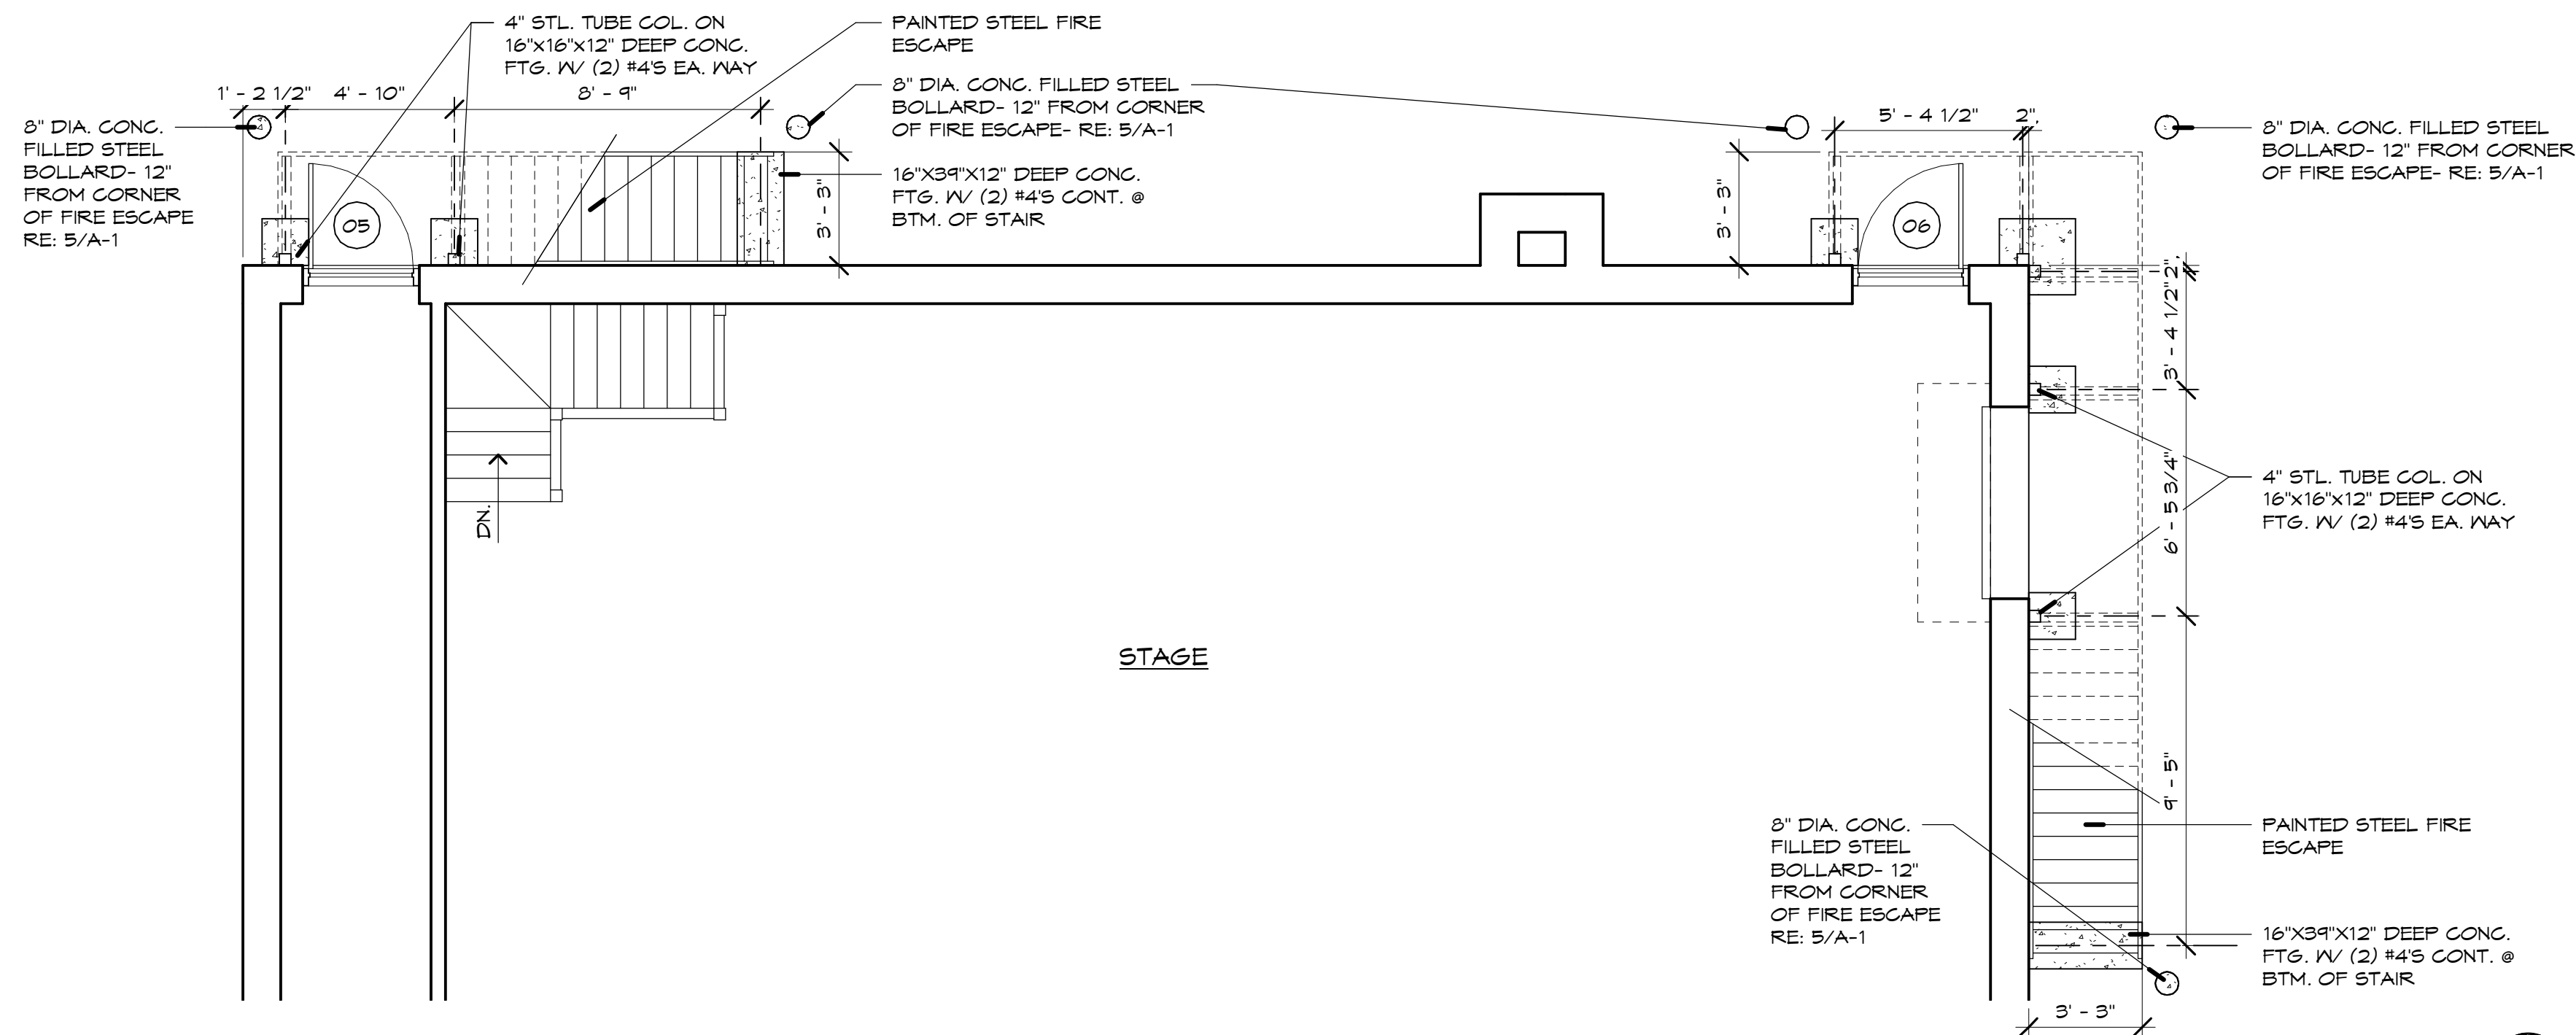 4" STL. TUBE COL. ON
16"x16"x12" DEEP CONC.
FTG. W/ (2) #4'S EA. WAY
PAINTED STEEL FIRE
ESCAPE
8" DIA. CONC. FILLED STEEL
BOLLARD- 12" FROM CORNER
OF FIRE ESCAPE- RE: 5/A-1
1' - 2 1/2"
4' - 10"
8' - 9"
5' - 4 1/2"
2"
8" DIA. CONC.
FILLED STEEL
BOLLARD- 12"
FROM CORNER
OF FIRE ESCAPE
RE: 5/A-1
8" DIA. CONC. FILLED STEEL
BOLLARD- 12" FROM CORNER
OF FIRE ESCAPE- RE: 5/A-1
16"X39"X12" DEEP CONC.
FTG. W/ (2) #4'S CONT. @
BTM. OF STAIR
3' - 3"
3' - 3"
05
06
2"
3' - 4 1/2"
6' - 5 3/4"
4" STL. TUBE COL. ON
16"x16"x12" DEEP CONC.
FTG. W/ (2) #4'S EA. WAY
DN.
STAGE
9' - 5"
8" DIA. CONC.
FILLED STEEL
BOLLARD- 12"
FROM CORNER
OF FIRE ESCAPE
RE: 5/A-1
PAINTED STEEL FIRE
ESCAPE
16"X39"X12" DEEP CONC.
FTG. W/ (2) #4'S CONT. @
BTM. OF STAIR
3' - 3"